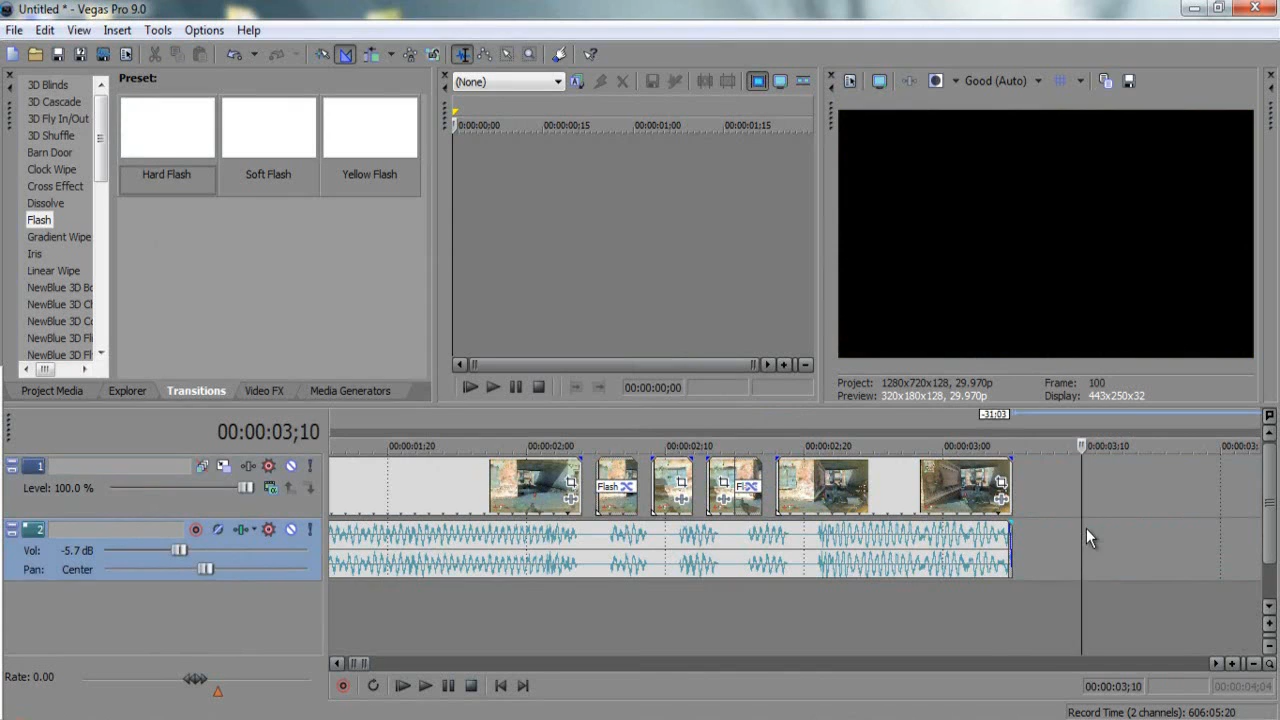 Untitled * - Vegas Pro 9.0
File Edit View Insert Tools Options Help
3D Blinds
3D Cascade
3D Fly In/Out
3D Shuffle
Barn Door
Clock Wipe
Cross Effect
Dissolve
Flash
Gradient Wipe
Iris
Linear Wipe
NewBlue 3D Bo
NewBlue 3D Ch
NewBlue 3D Co
NewBlue 3D Fl
NewBlue 3D Fl
Preset:
Hard Flash Soft Flash Yellow Flash
Project Media Explorer Transitions Video FX Media Generators
(None)
0:00:00:00 00:00:00:15 00:00:01:00 00:00:01:15
00:00:00;00
Good (Auto)
Project: 1280x720x128, 29.970p Frame: 100
Preview: 320x180x128, 29.970p Display: 443x250x32
-31;03
00:00:03;10
00:00:01;20 00:00:02;00 00:00:02;10 00:00:02;20 00:00:03;00 00:00:03;10 00:00:03;
1
Level: 100.0 %
Flash Fl
2
Vol: -5.7 dB
Pan: Center
Rate: 0.00
00:00:03;10 00:00:04;04
Record Time (2 channels): 606:05:20